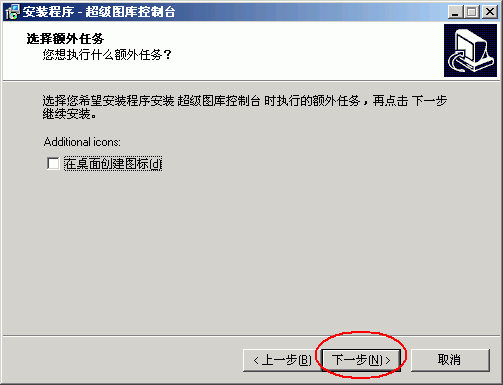 安装程序 - 超级图库控制台
选择额外任务
您想执行什么额外任务？
选择您希望安装程序安装 超级图库控制台 时执行的额外任务，再点击 下一步
继续安装。
Additional icons:
在桌面创建图标(d)
< 上一步(B) 下一步(N) > 取消